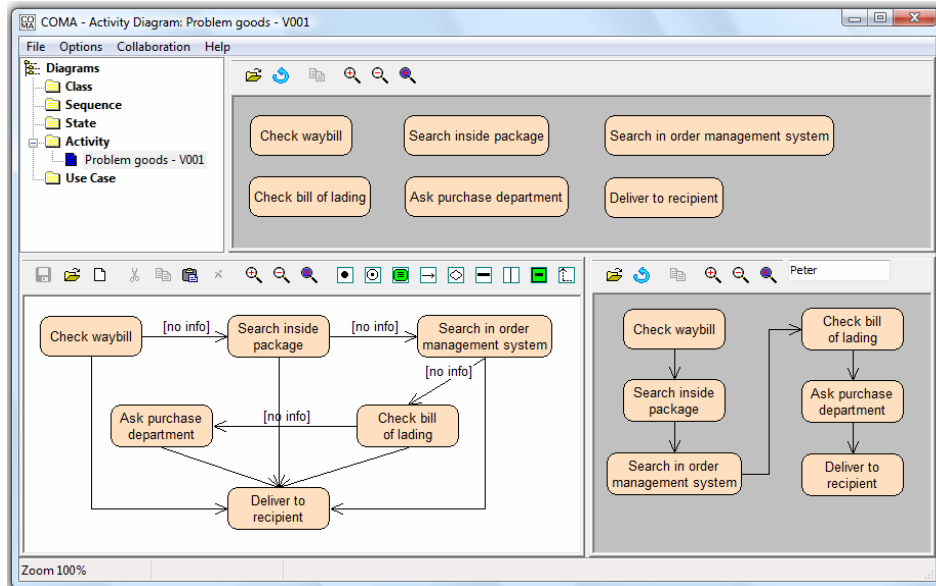 COMA - Activity Diagram: Problem goods - V001
File Options Collaboration Help
Diagrams
Class
Sequence
State
Activity
Problem goods - V001
Use Case
Check waybill
Search inside package
Search in order management system
Check bill of lading
Ask purchase department
Deliver to recipient
Check waybill
[no info]
Search inside
package
[no info]
Search in order
management system
[no info]
Ask purchase
department
[no info]
Check bill
of lading
Deliver to
recipient
Peter
Check waybill
Search inside
package
Search in order
management system
Check bill
of lading
Ask purchase
department
Deliver to
recipient
Zoom 100%